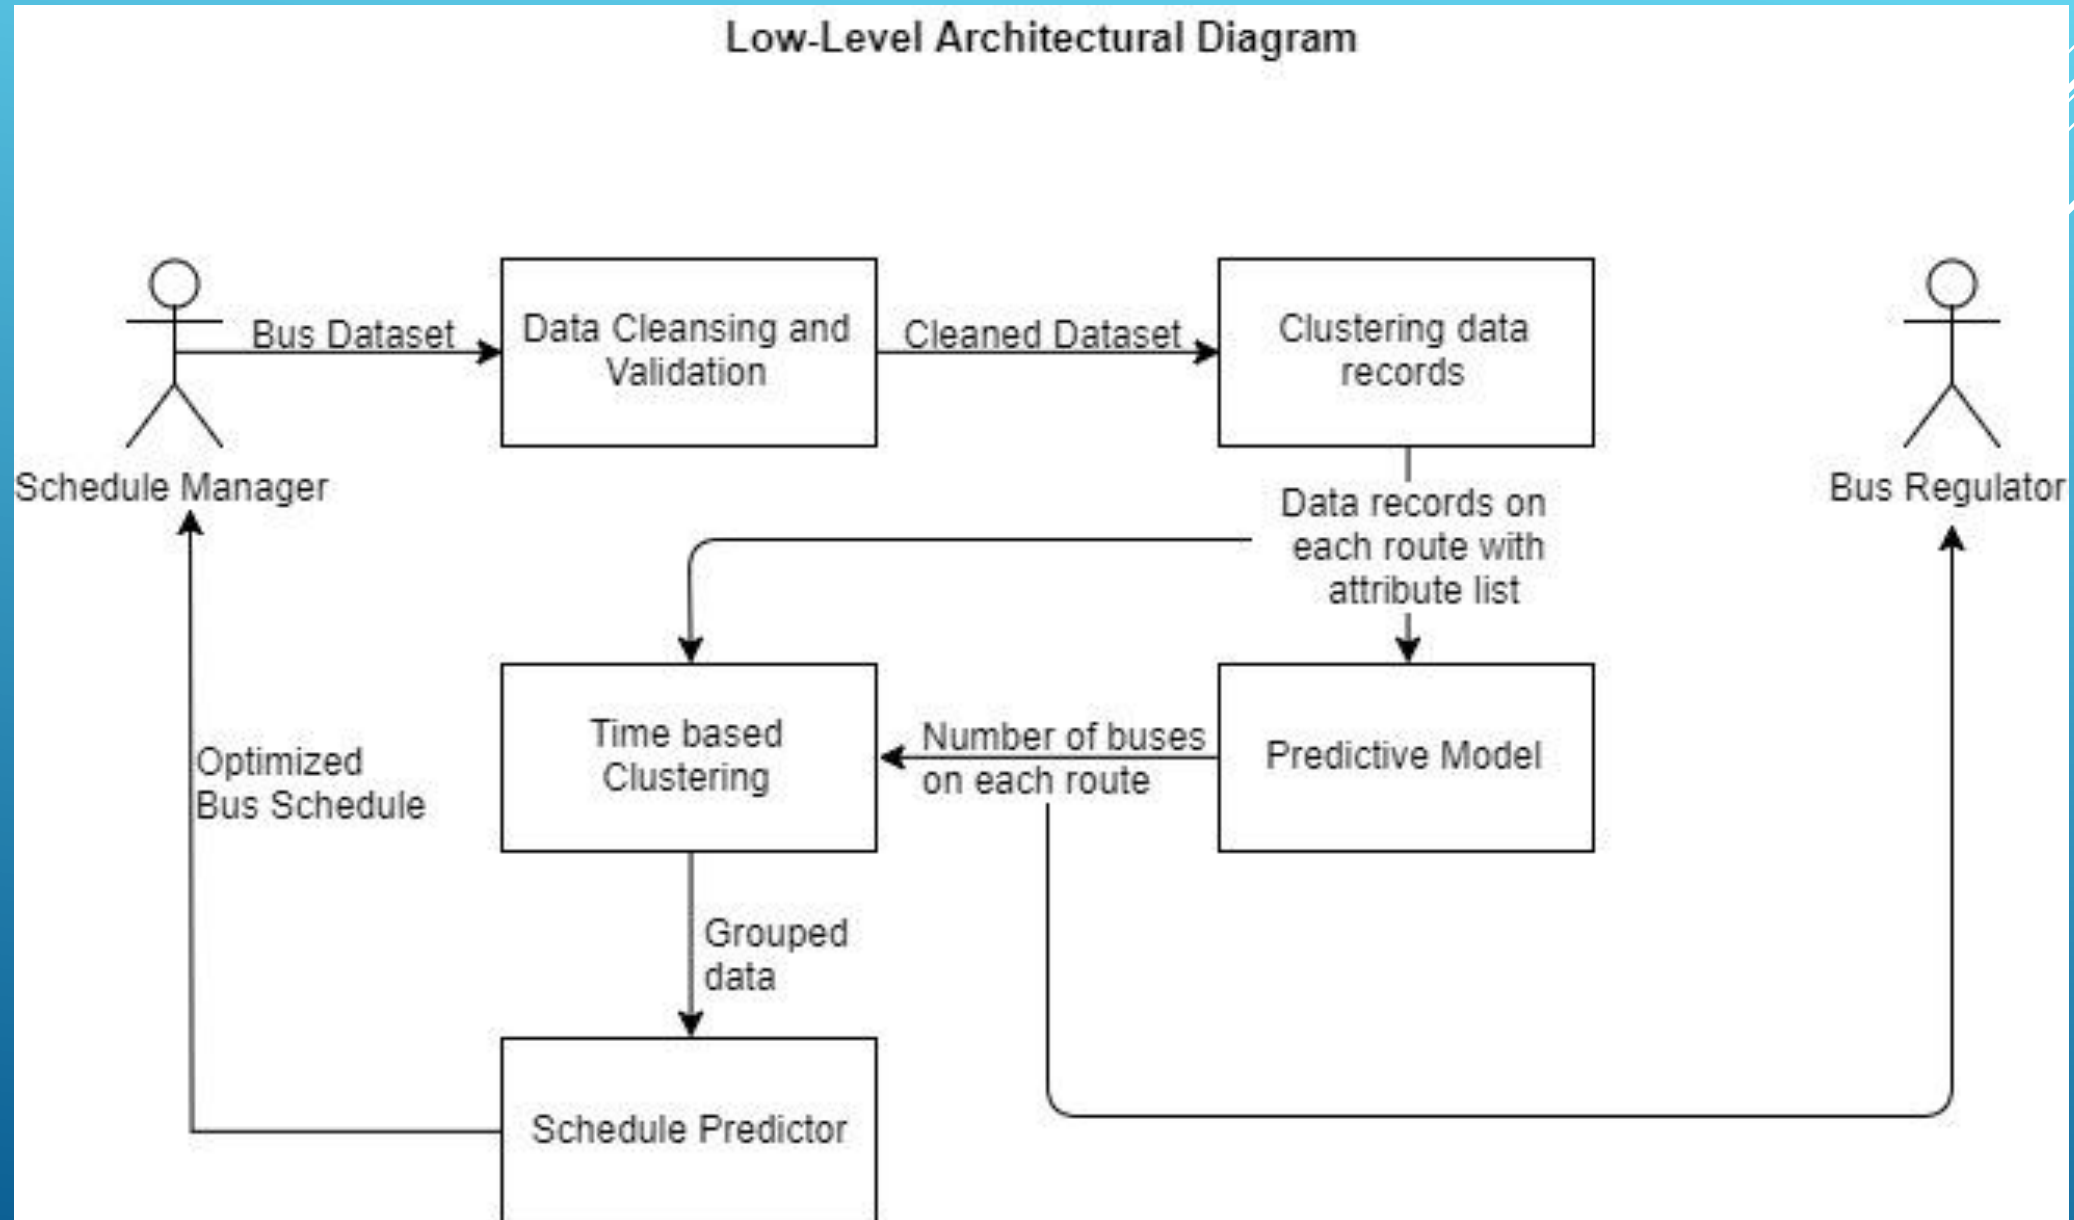 Low-Level Architectural Diagram
Bus Dataset
Data Cleansing and
Validation
Cleaned Dataset
Clustering data
records
Schedule Manager
Bus Regulator
Data records on
each route with
attribute list
Time based
Clustering
Number of buses
on each route
Predictive Model
Optimized
Bus Schedule
Grouped
data
Schedule Predictor